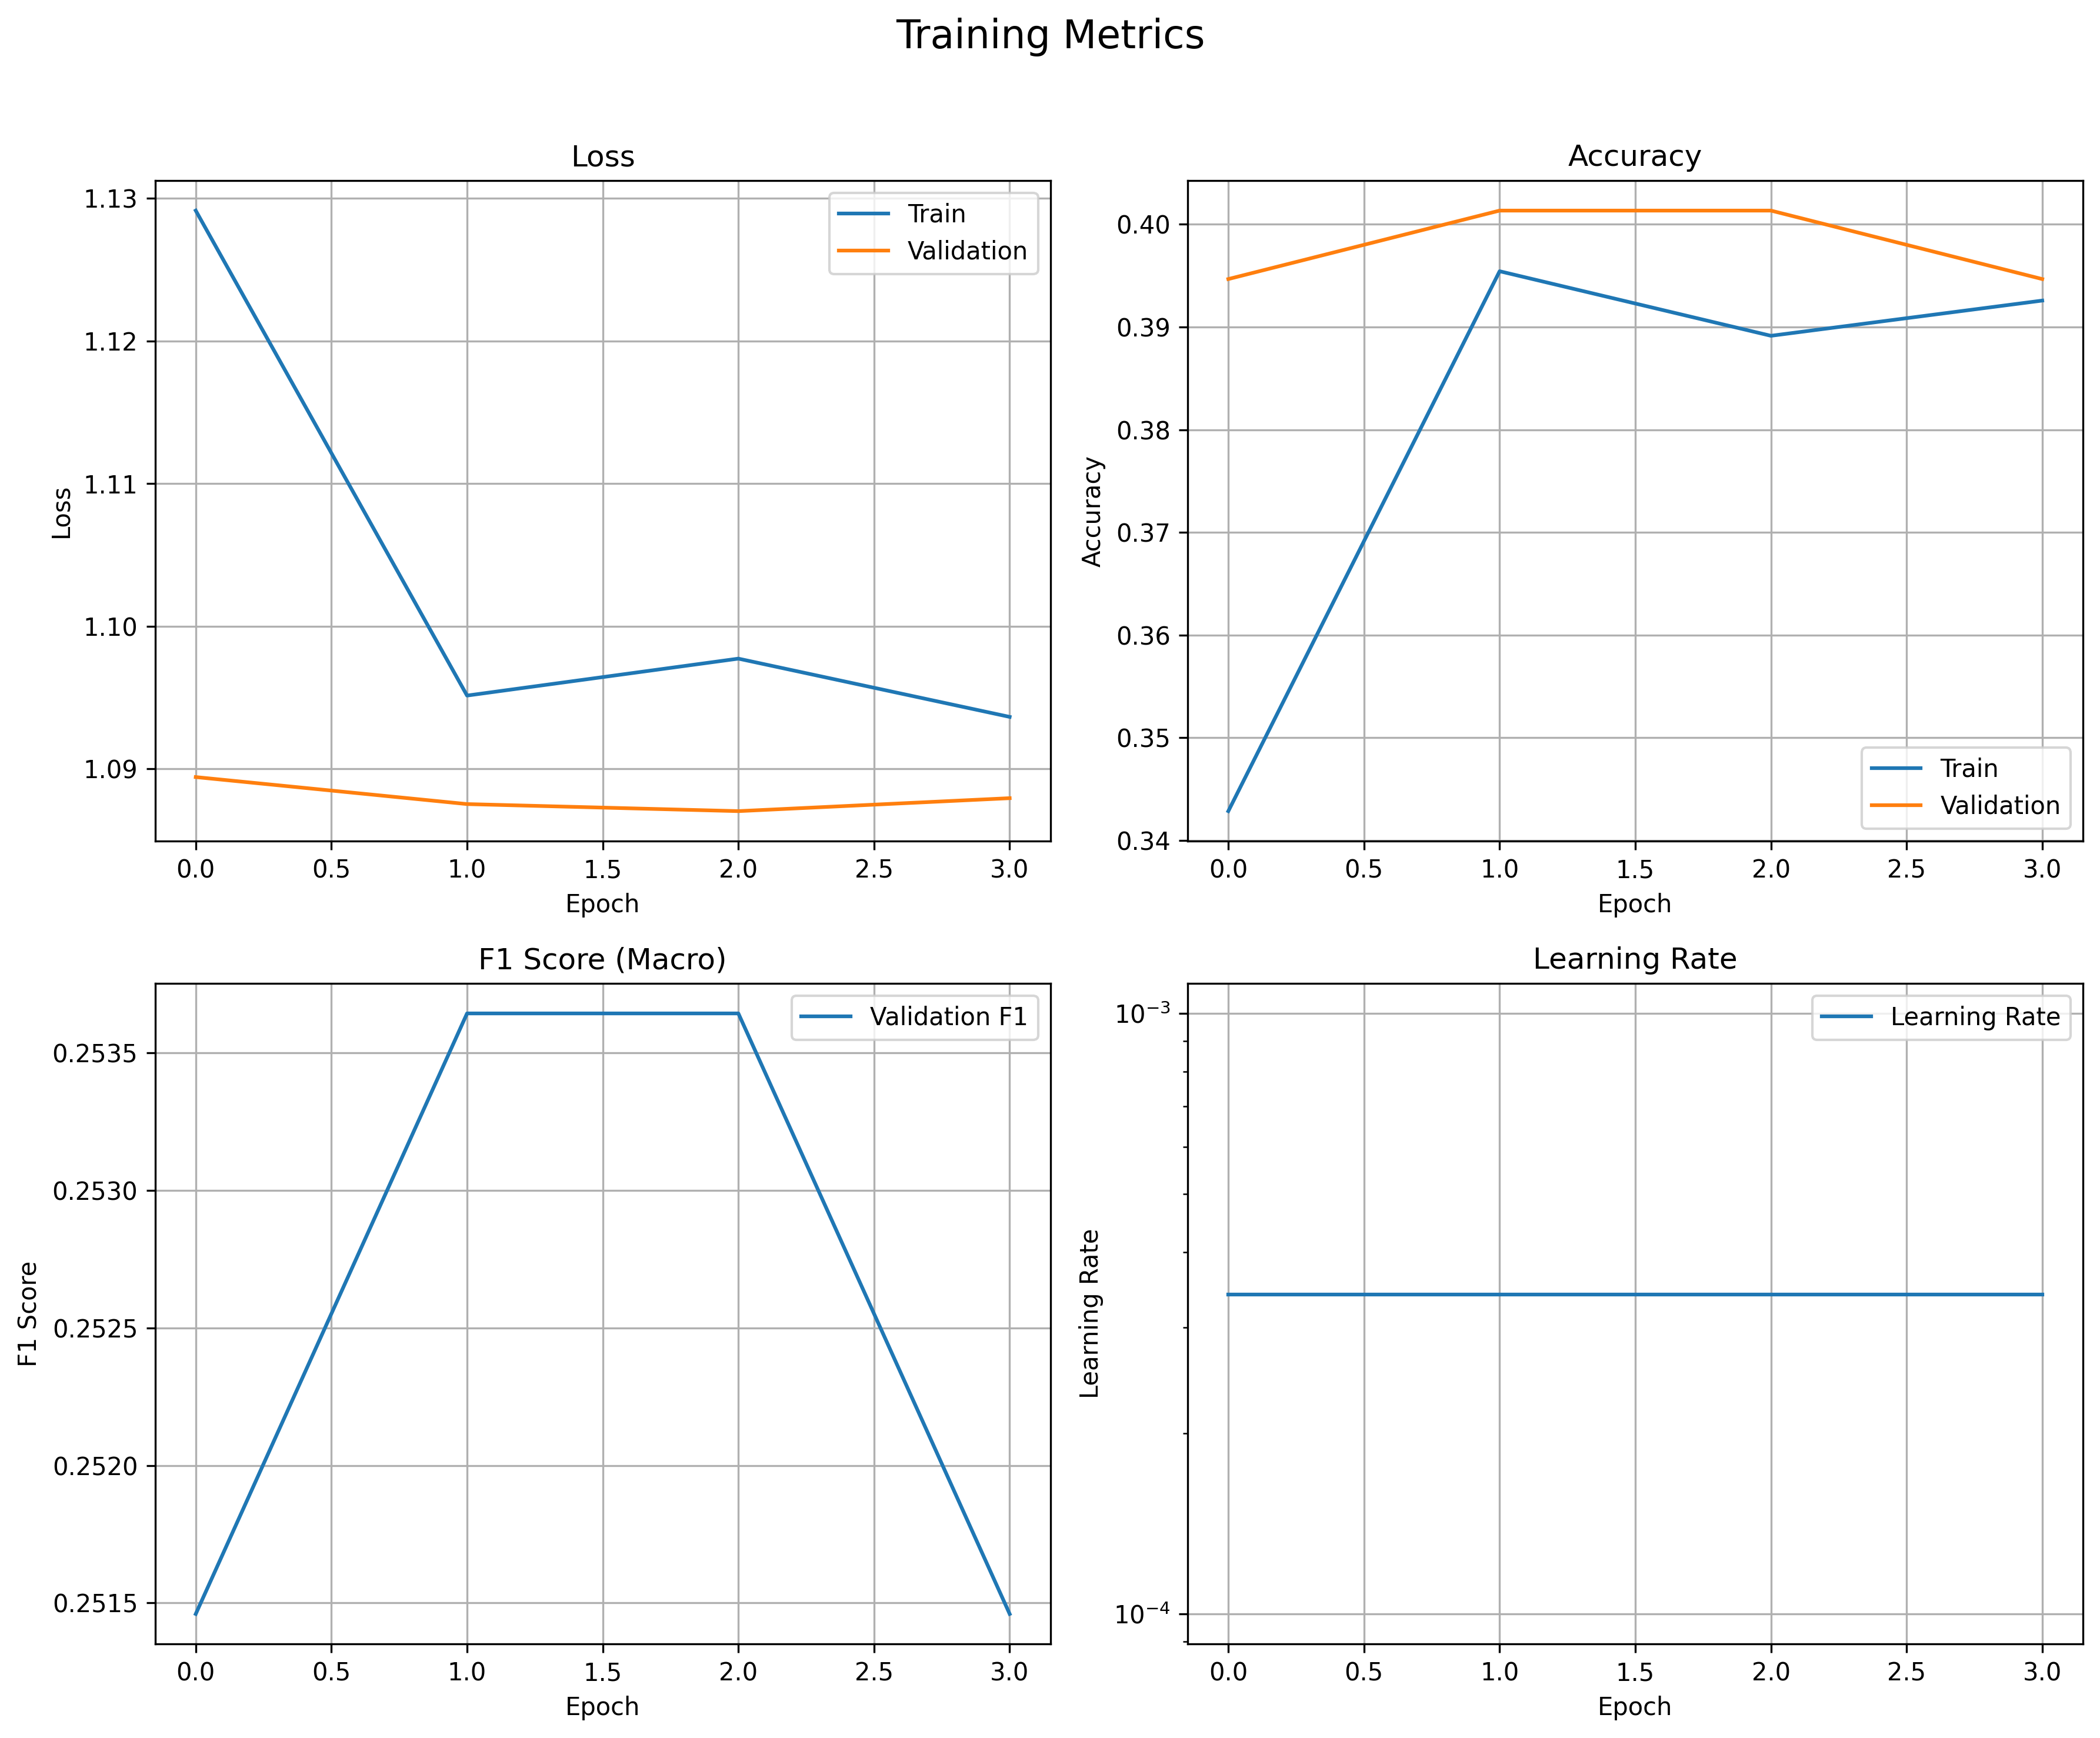 Training Metrics
Loss
1.13
1.12
1.11
1.10
1.09
Loss
Train
Validation
0.0 0.5 1.0 1.5 2.0 2.5 3.0
Epoch
Accuracy
0.40
0.39
0.38
0.37
0.36
0.35
0.34
Accuracy
Train
Validation
0.0 0.5 1.0 1.5 2.0 2.5 3.0
Epoch
F1 Score (Macro)
0.2535
0.2530
0.2525
0.2520
0.2515
F1 Score
Validation F1
0.0 0.5 1.0 1.5 2.0 2.5 3.0
Epoch
Learning Rate
10⁻³
10⁻⁴
Learning Rate
Learning Rate
0.0 0.5 1.0 1.5 2.0 2.5 3.0
Epoch